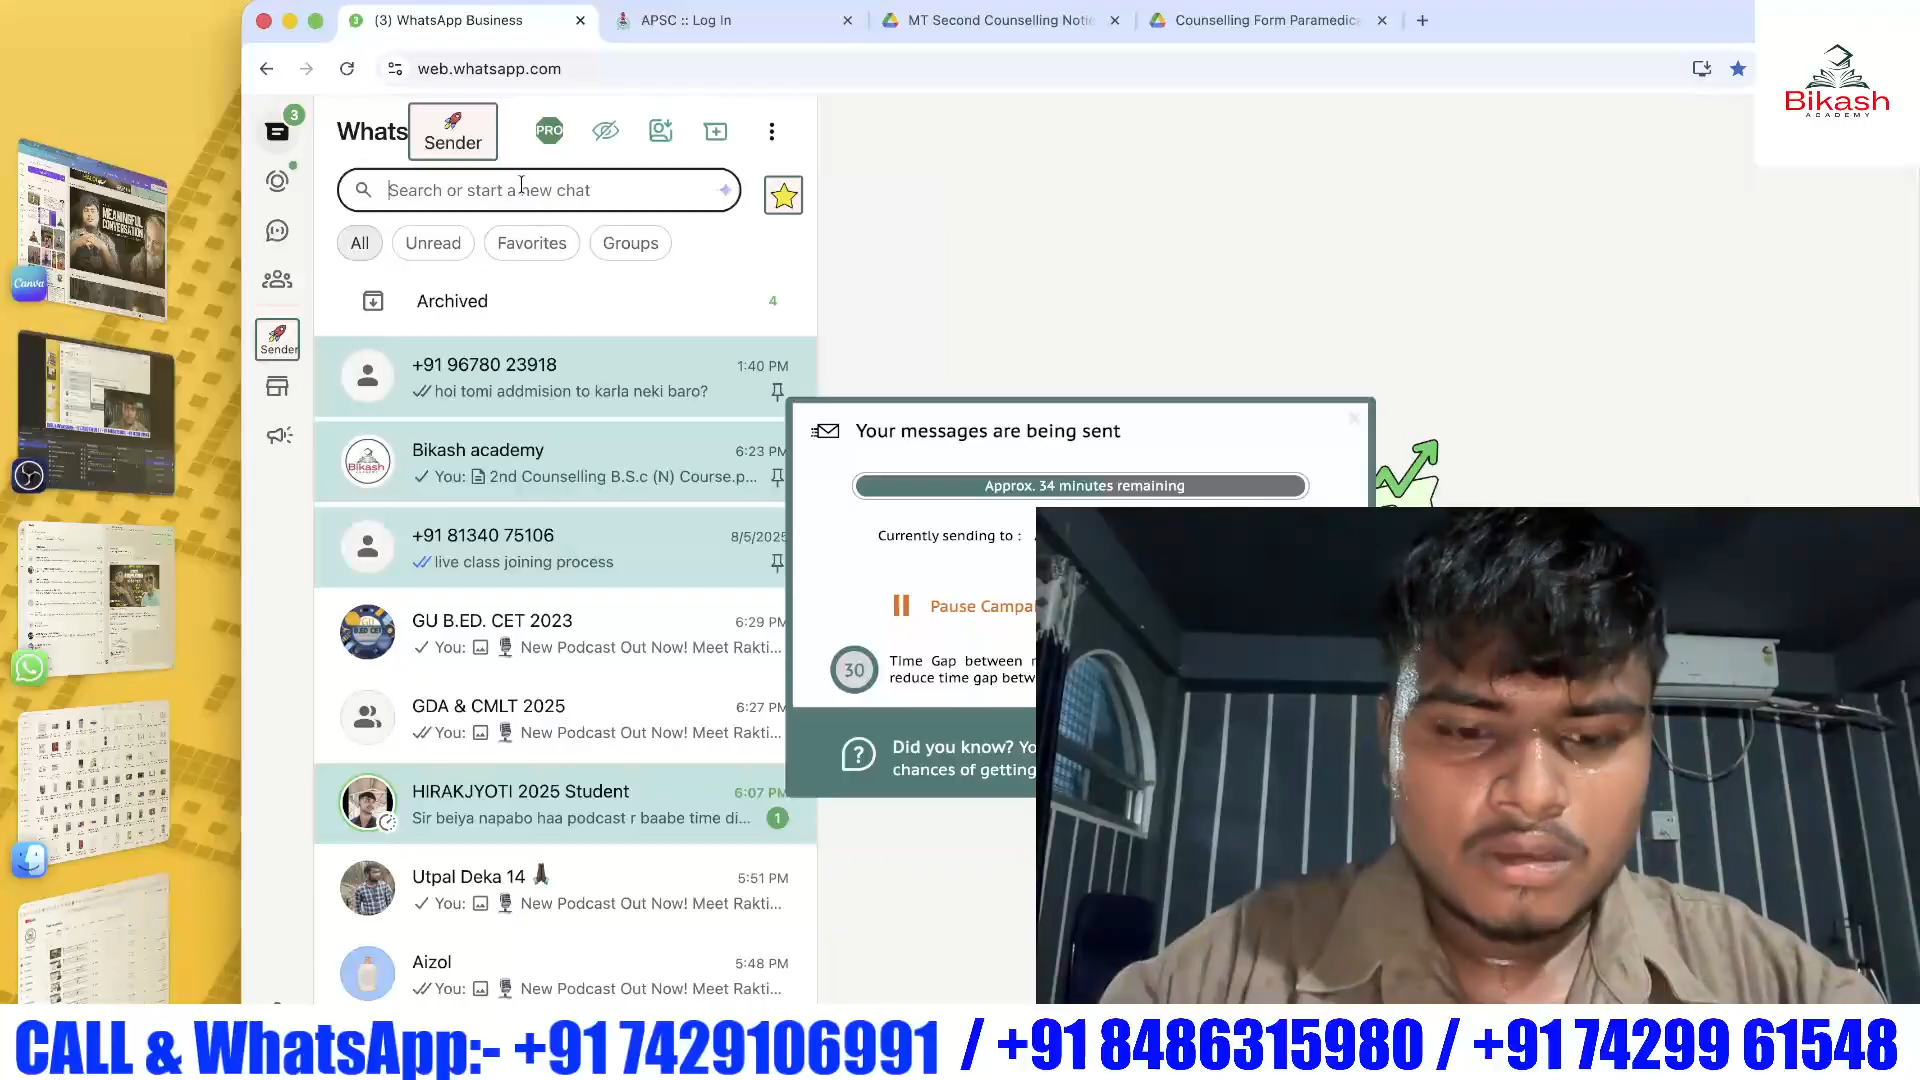 (3) WhatsApp Business
APSC :: Log In
MT Second Counselling Notic
Counselling Form Paramedica
web.whatsapp.com
Bikash
ACADEMY
3
Whats
Sender
PRO
Search or start a new chat
All
Unread
Favorites
Groups
Archived
4
Sender
+91 96780 23918
1:40 PM
hoi tomi addmision to karla neki baro?
Bikash academy
6:23 PM
You: 2nd Counselling B.S.c (N) Course.p...
+91 81340 75106
8/5/2025
live class joining process
GU B.ED. CET 2023
6:29 PM
You: New Podcast Out Now! Meet Rakti...
GDA & CMLT 2025
6:27 PM
You: New Podcast Out Now! Meet Rakti...
HIRAKJYOTI 2025 Student
6:07 PM
Sir beiya napabo haa podcast r baabe time di...
1
Utpal Deka 14
5:51 PM
You: New Podcast Out Now! Meet Rakti...
Aizol
5:48 PM
You: New Podcast Out Now! Meet Rakti...
Your messages are being sent
Approx. 34 minutes remaining
Currently sending to :
Pause Campa
30
Time Gap between
reduce time gap betw
Did you know? Yo
chances of getting
Canva
MEANINGFUL
CONVERSATION
CALL & WhatsApp:- +91 7429106991 / +91 8486315980 / +91 74299 61548